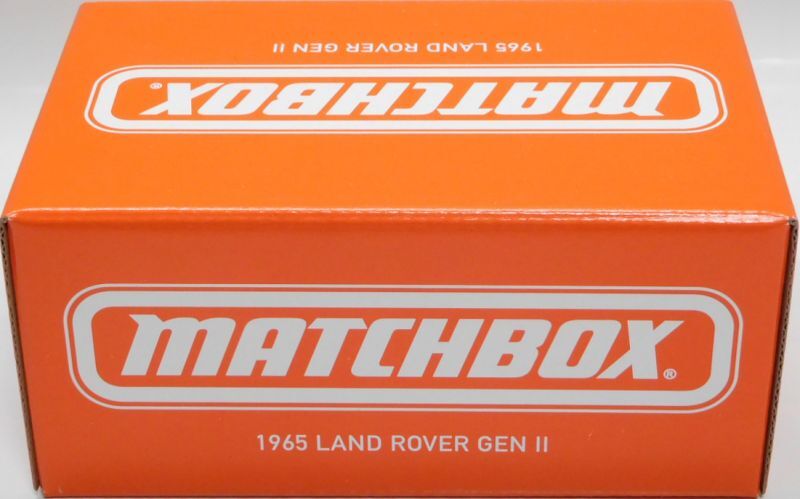 1965 LAND ROVER GEN II
MATCHBOX®
MATCHBOX®
1965 LAND ROVER GEN II